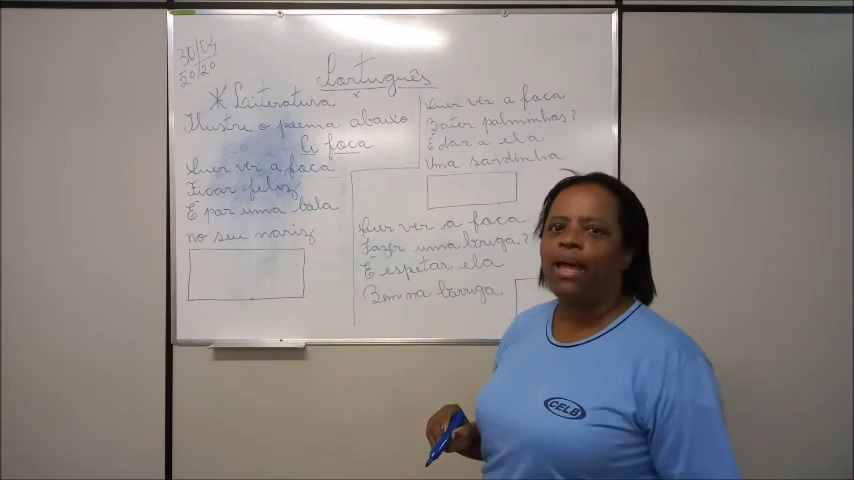 30/04
2020
Português
* Laiteratura
Ilustre o poema abaixo
A foca
Quer ver a foca
Ficar feliz
É por uma bola
no seu nariz
Quer ver a foca
Bater palminhas?
É dar a ela
Uma sardinha
Quer ver a foca
Fazer uma briga?
É espetar ela
Bem na barriga
CELB